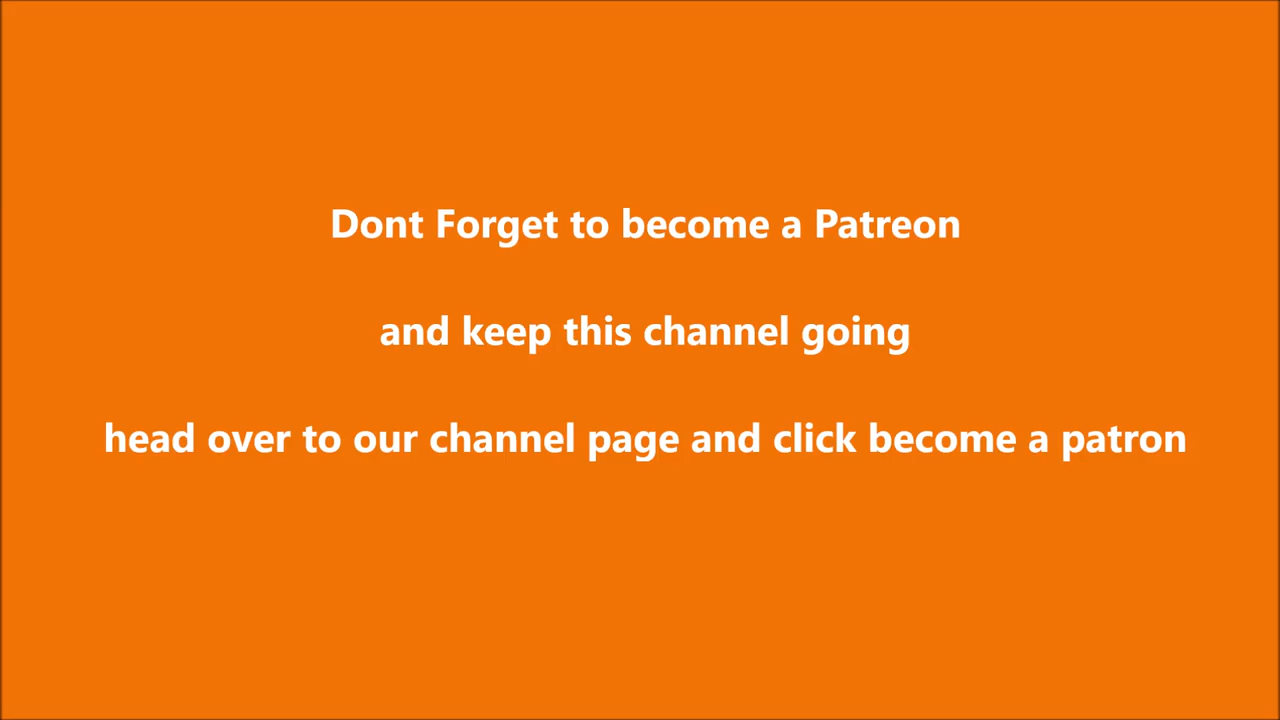 Dont Forget to become a Patreon
and keep this channel going
head over to our channel page and click become a patron